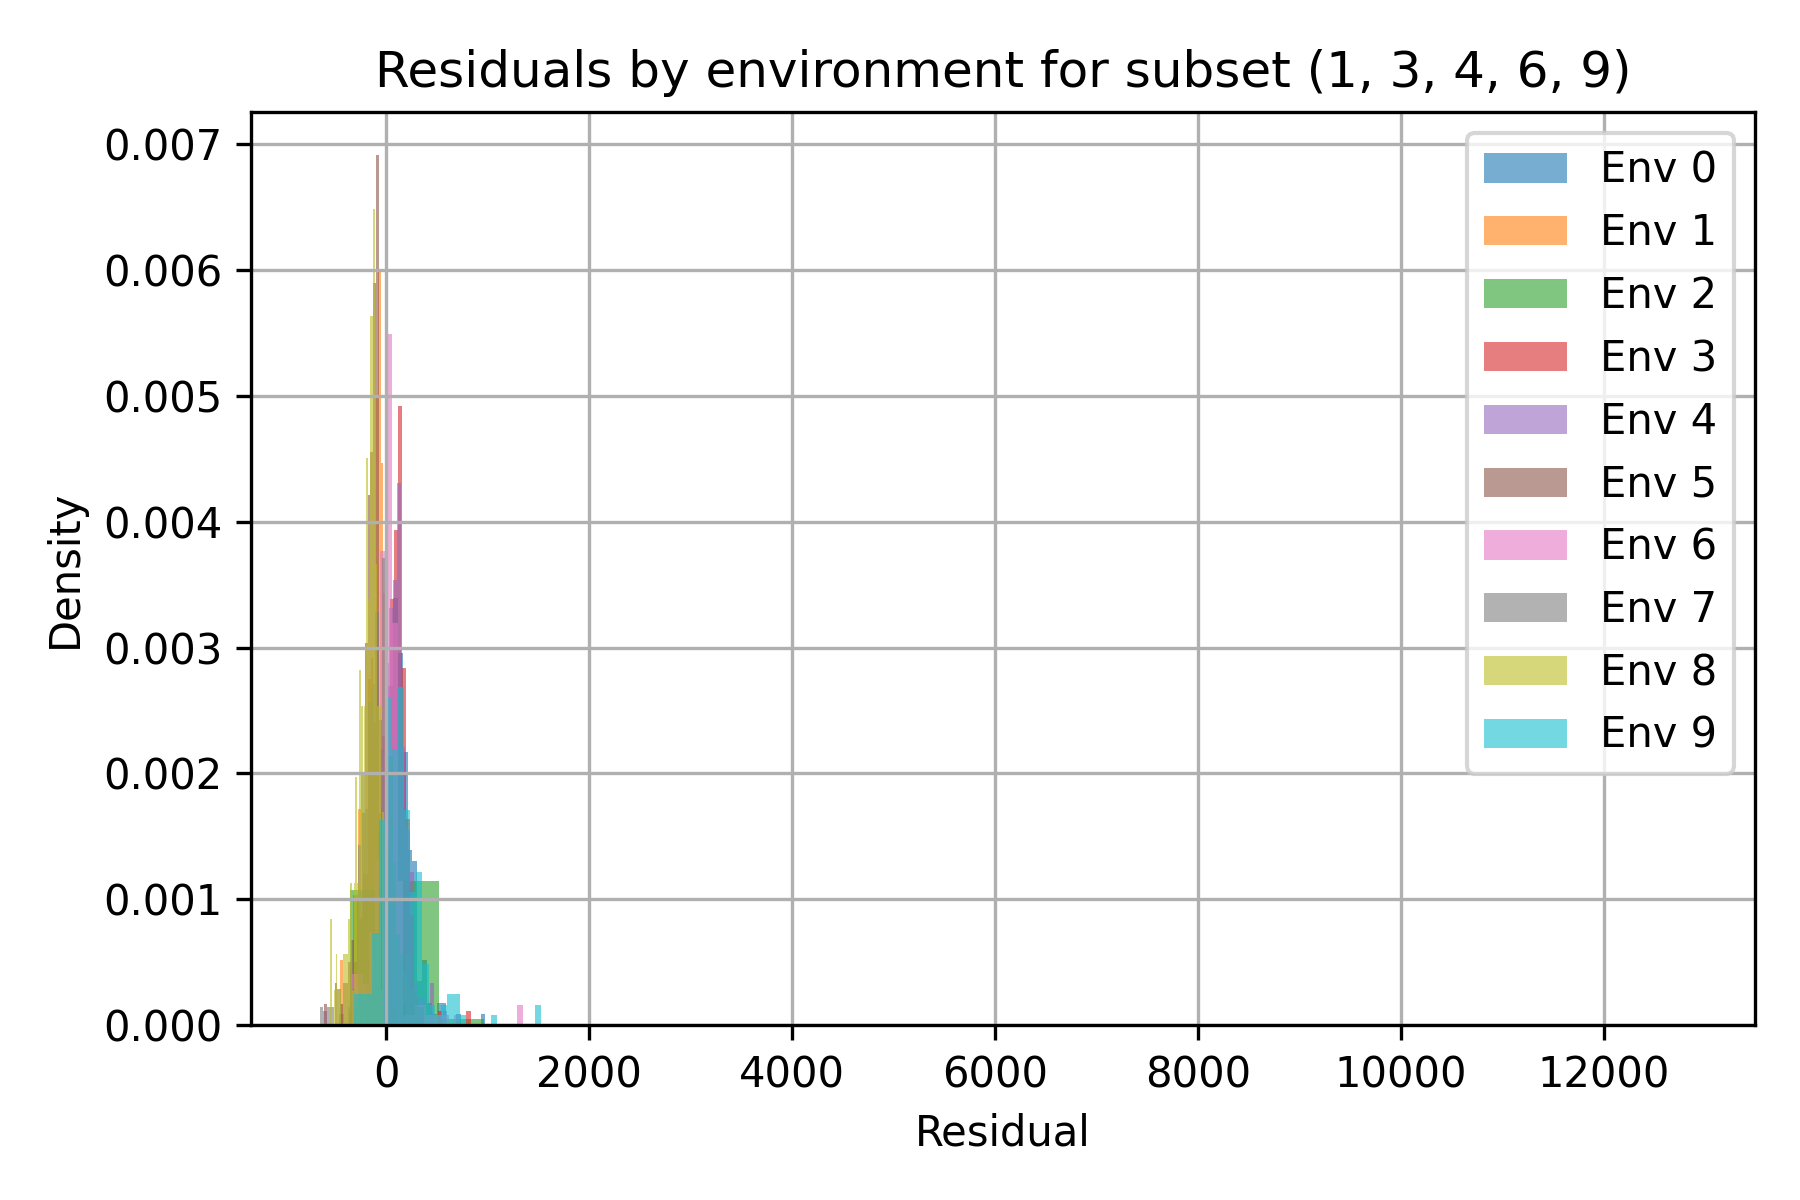 Residuals by environment for subset (1, 3, 4, 6, 9)
0.007
0.006
0.005
0.004
0.003
0.002
0.001
0.000
Density
Env 0
Env 1
Env 2
Env 3
Env 4
Env 5
Env 6
Env 7
Env 8
Env 9
0 2000 4000 6000 8000 10000 12000
Residual